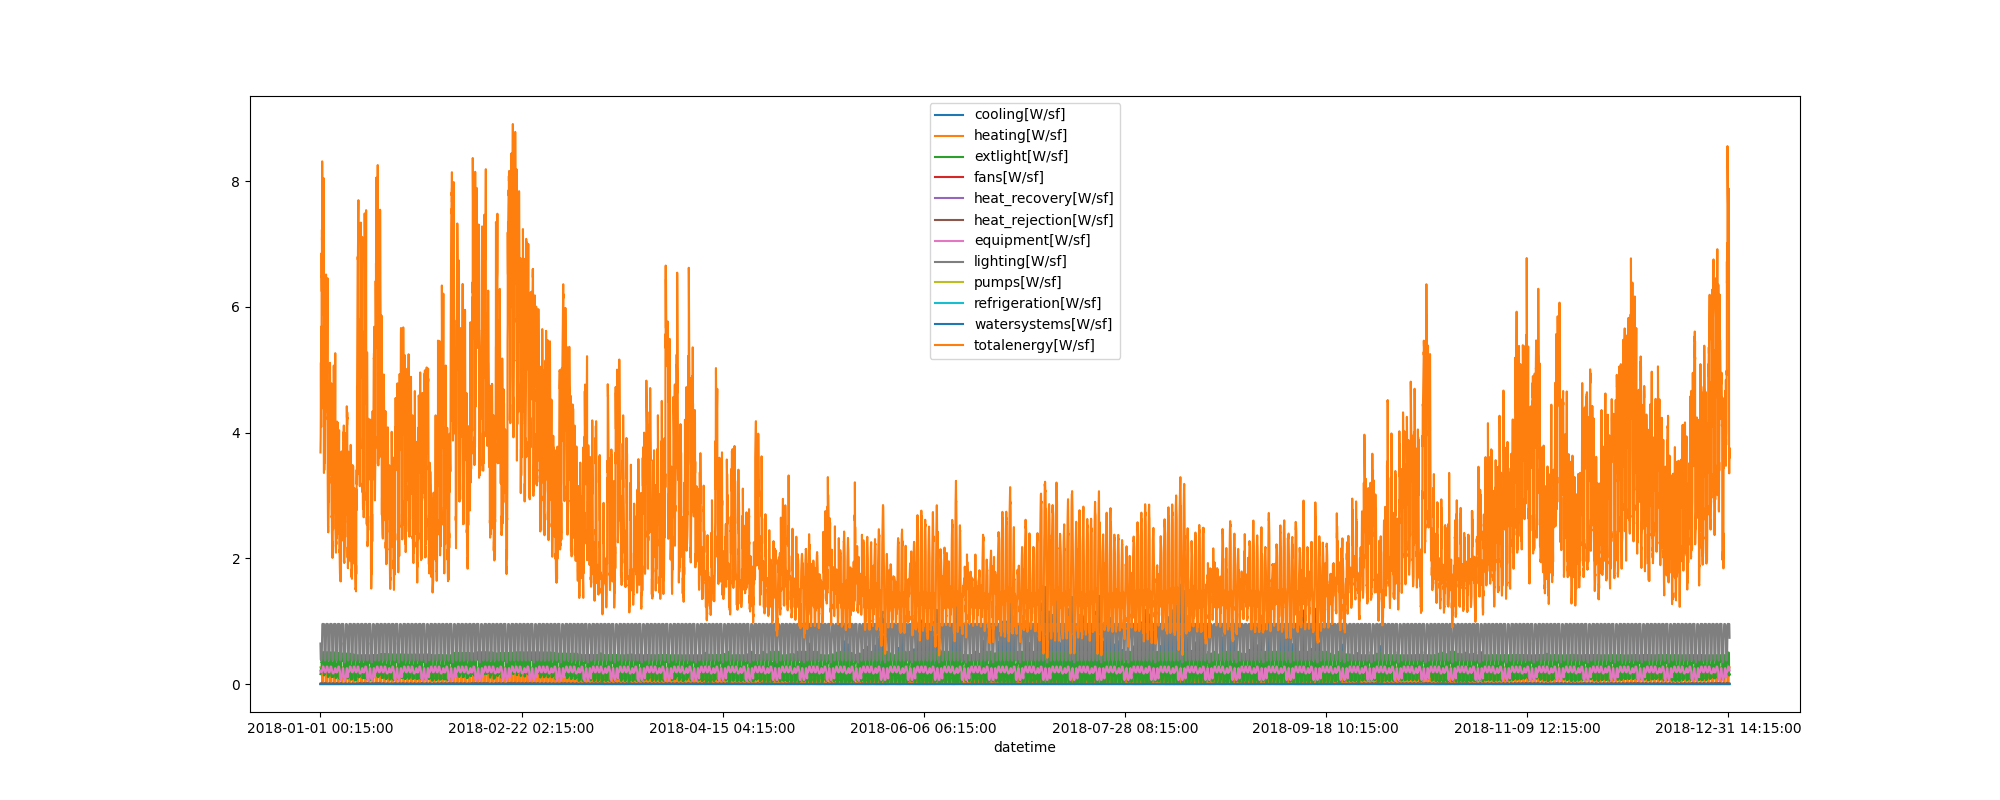 cooling[W/sf]
heating[W/sf]
extlight[W/sf]
fans[W/sf]
heat_recovery[W/sf]
heat_rejection[W/sf]
equipment[W/sf]
lighting[W/sf]
pumps[W/sf]
refrigeration[W/sf]
watersystems[W/sf]
totalenergy[W/sf]
8
6
4
2
0
2018-01-01 00:15:00 2018-02-22 02:15:00 2018-04-15 04:15:00 2018-06-06 06:15:00 2018-07-28 08:15:00 2018-09-18 10:15:00 2018-11-09 12:15:00 2018-12-31 14:15:00
datetime